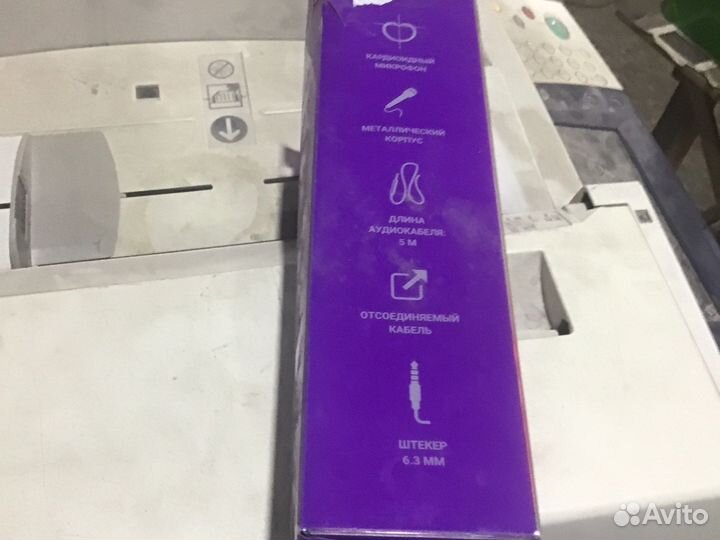 КАРДИОИДНЫЙ
МИКРОФОН
МЕТАЛЛИЧЕСКИЙ
КОРПУС
ДЛИНА
АУДИОКАБЕЛЯ:
5 М
ОТСОЕДИНЯЕМЫЙ
КАБЕЛЬ
ШТЕКЕР
6.3 ММ
Avito